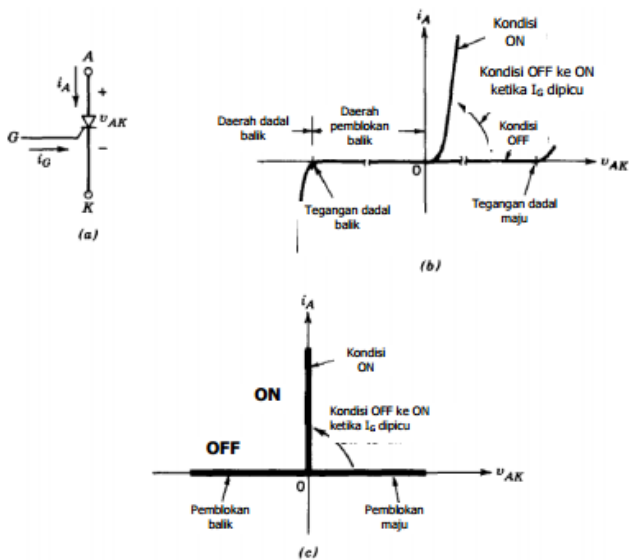 A
i_A
+
v_AK
G
i_G
−
K
(a)
i_A
Kondisi
ON
Kondisi OFF ke ON
ketika I_G dipicu
Daerah dadal
balik
Daerah
pemblokan
balik
Kondisi
OFF
0
v_AK
Tegangan dadal
balik
Tegangan dadal
maju
(b)
i_A
Kondisi
ON
ON
Kondisi OFF ke ON
ketika I_G dipicu
OFF
0
v_AK
Pemblokan
balik
Pemblokan
maju
(c)